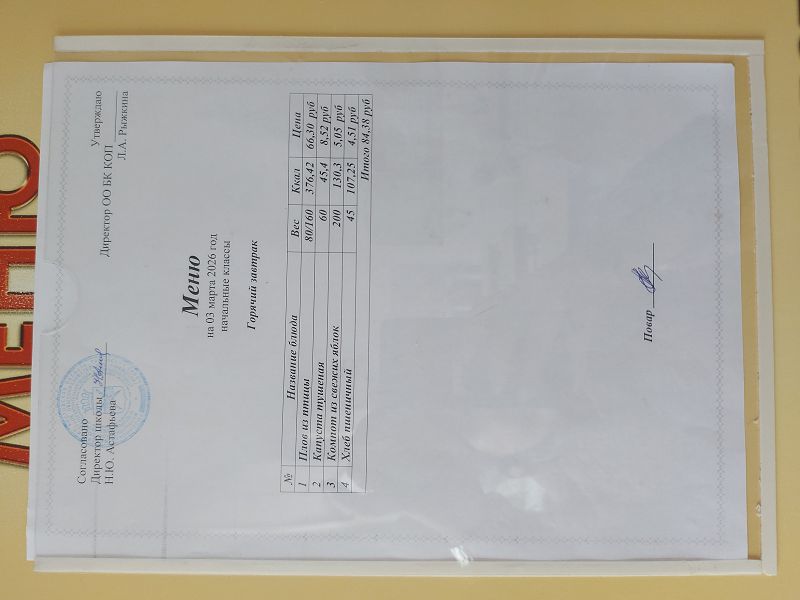 МЕНЮ
Согласовано
Директор школы
Н.Ю. Астафьева
Утверждаю
Директор ОО БК КОП
Л.А. Рыжкина
Меню
на 03 марта 2026 год
начальные классы
Горячий завтрак
№ Название блюда Вес Ккал Цена
1 Плов из птицы 80/160 376,42 66,30 руб
2 Капуста тушеная 60 45,4 8,52 руб
3 Компот из свежих яблок 200 130,3 5,05 руб
4 Хлеб пшеничный 45 107,25 4,51 руб
Итого 84,38 руб
Повар